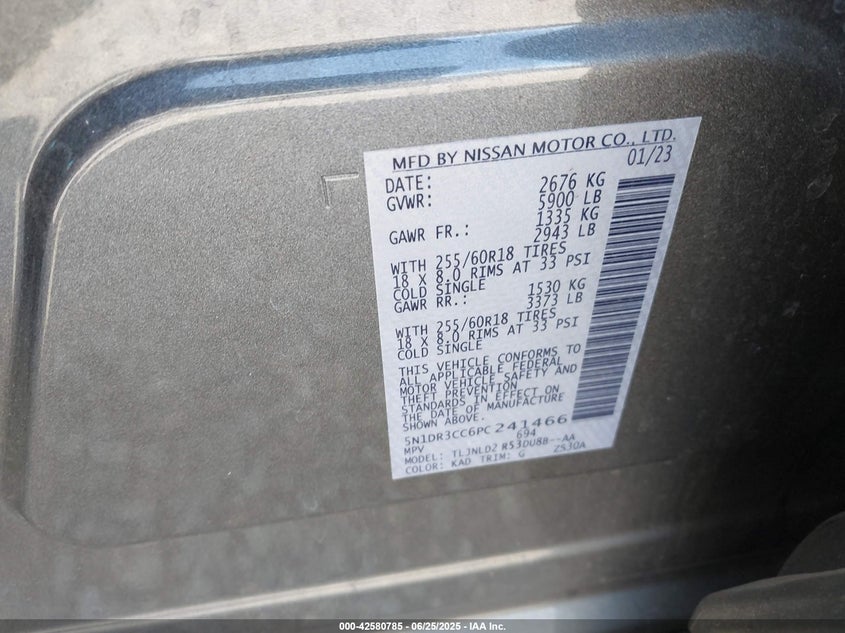 MFD BY NISSAN MOTOR CO., LTD.
DATE: 01/23
GVWR: 2676 KG
5900 LB
GAWR FR.: 1335 KG
2943 LB
WITH 255/60R18 TIRES
18 X 8.0 RIMS AT 33 PSI
COLD SINGLE
GAWR RR.: 1530 KG
3373 LB
WITH 255/60R18 TIRES
18 X 8.0 RIMS AT 33 PSI
COLD SINGLE
THIS VEHICLE CONFORMS TO
ALL APPLICABLE FEDERAL
MOTOR VEHICLE SAFETY AND
THEFT PREVENTION
STANDARDS IN EFFECT ON
THE DATE OF MANUFACTURE
SHOWN ABOVE.
5N1DR3CC6PC241466
MPV 694
MODEL: TLJNLD2 R53DU8B--AA
COLOR: KAD TRIM: G ZS30A
000-42580785 - 06/25/2025 - IAA Inc.